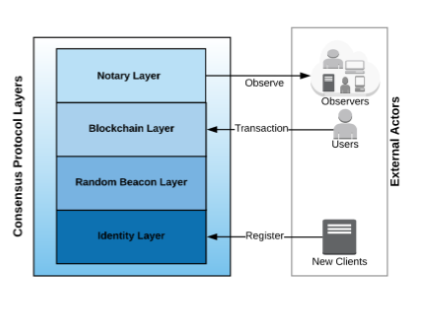 Consensus Protocol Layers
Notary Layer
Blockchain Layer
Random Beacon Layer
Identity Layer
Observe
Transaction
Register
Observers
Users
New Clients
External Actors